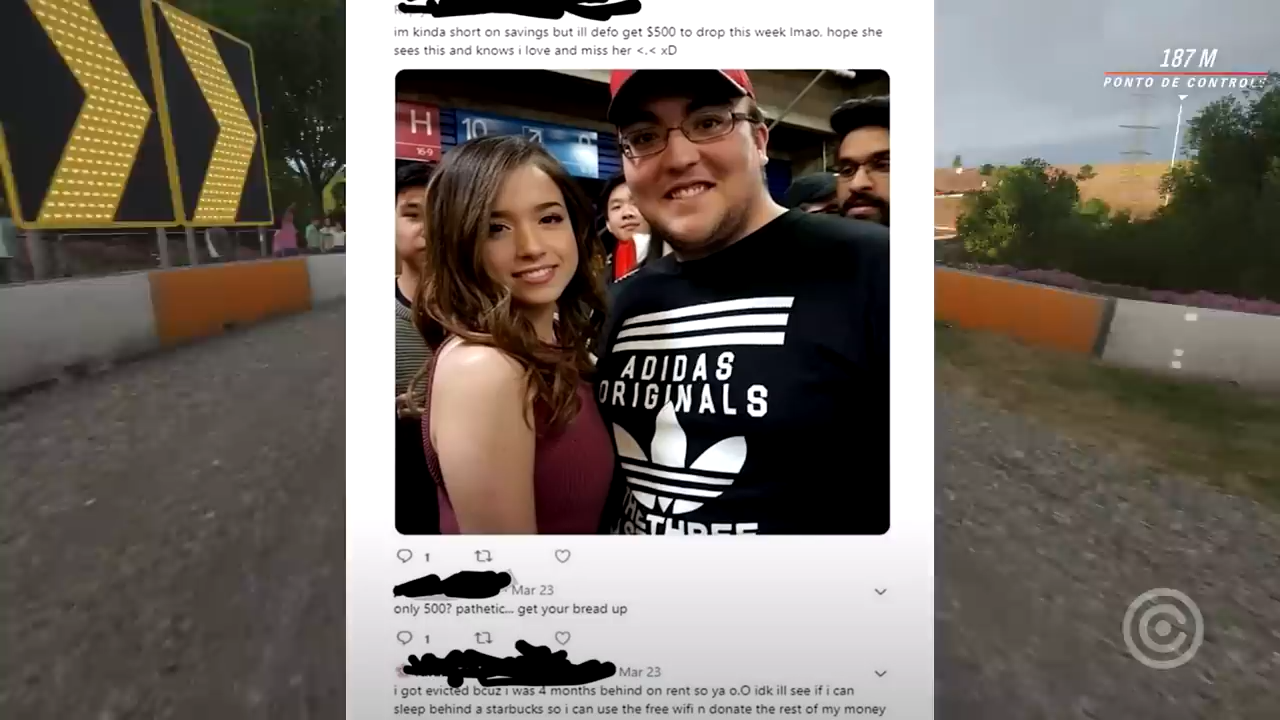 im kinda short on savings but ill defo get $500 to drop this week lmao. hope she
sees this and knows i love and miss her <.< xD
187 M
PONTO DE CONTROLE
H
16-9
10
ADIDAS
ORIGINALS
THREE
1
Mar 23
only 500? pathetic... get your bread up
1
Mar 23
i got evicted bcuz i was 4 months behind on rent so ya o.O idk ill see if i can
sleep behind a starbucks so i can use the free wifi n donate the rest of my money